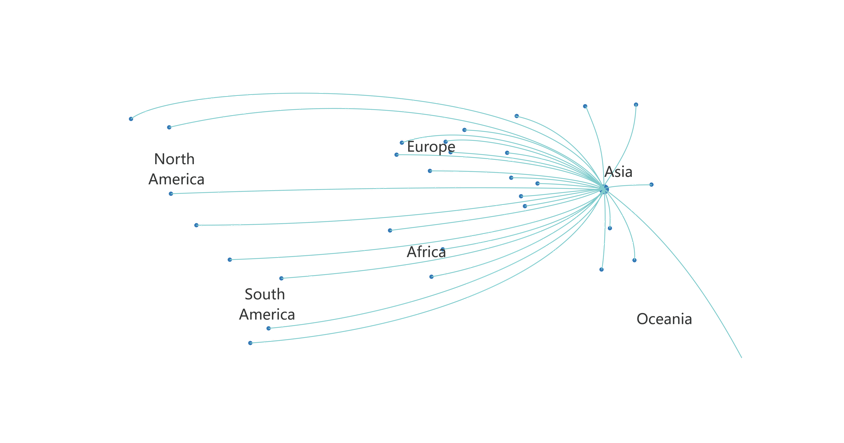 North
America
Europe
Asia
Africa
South
America
Oceania